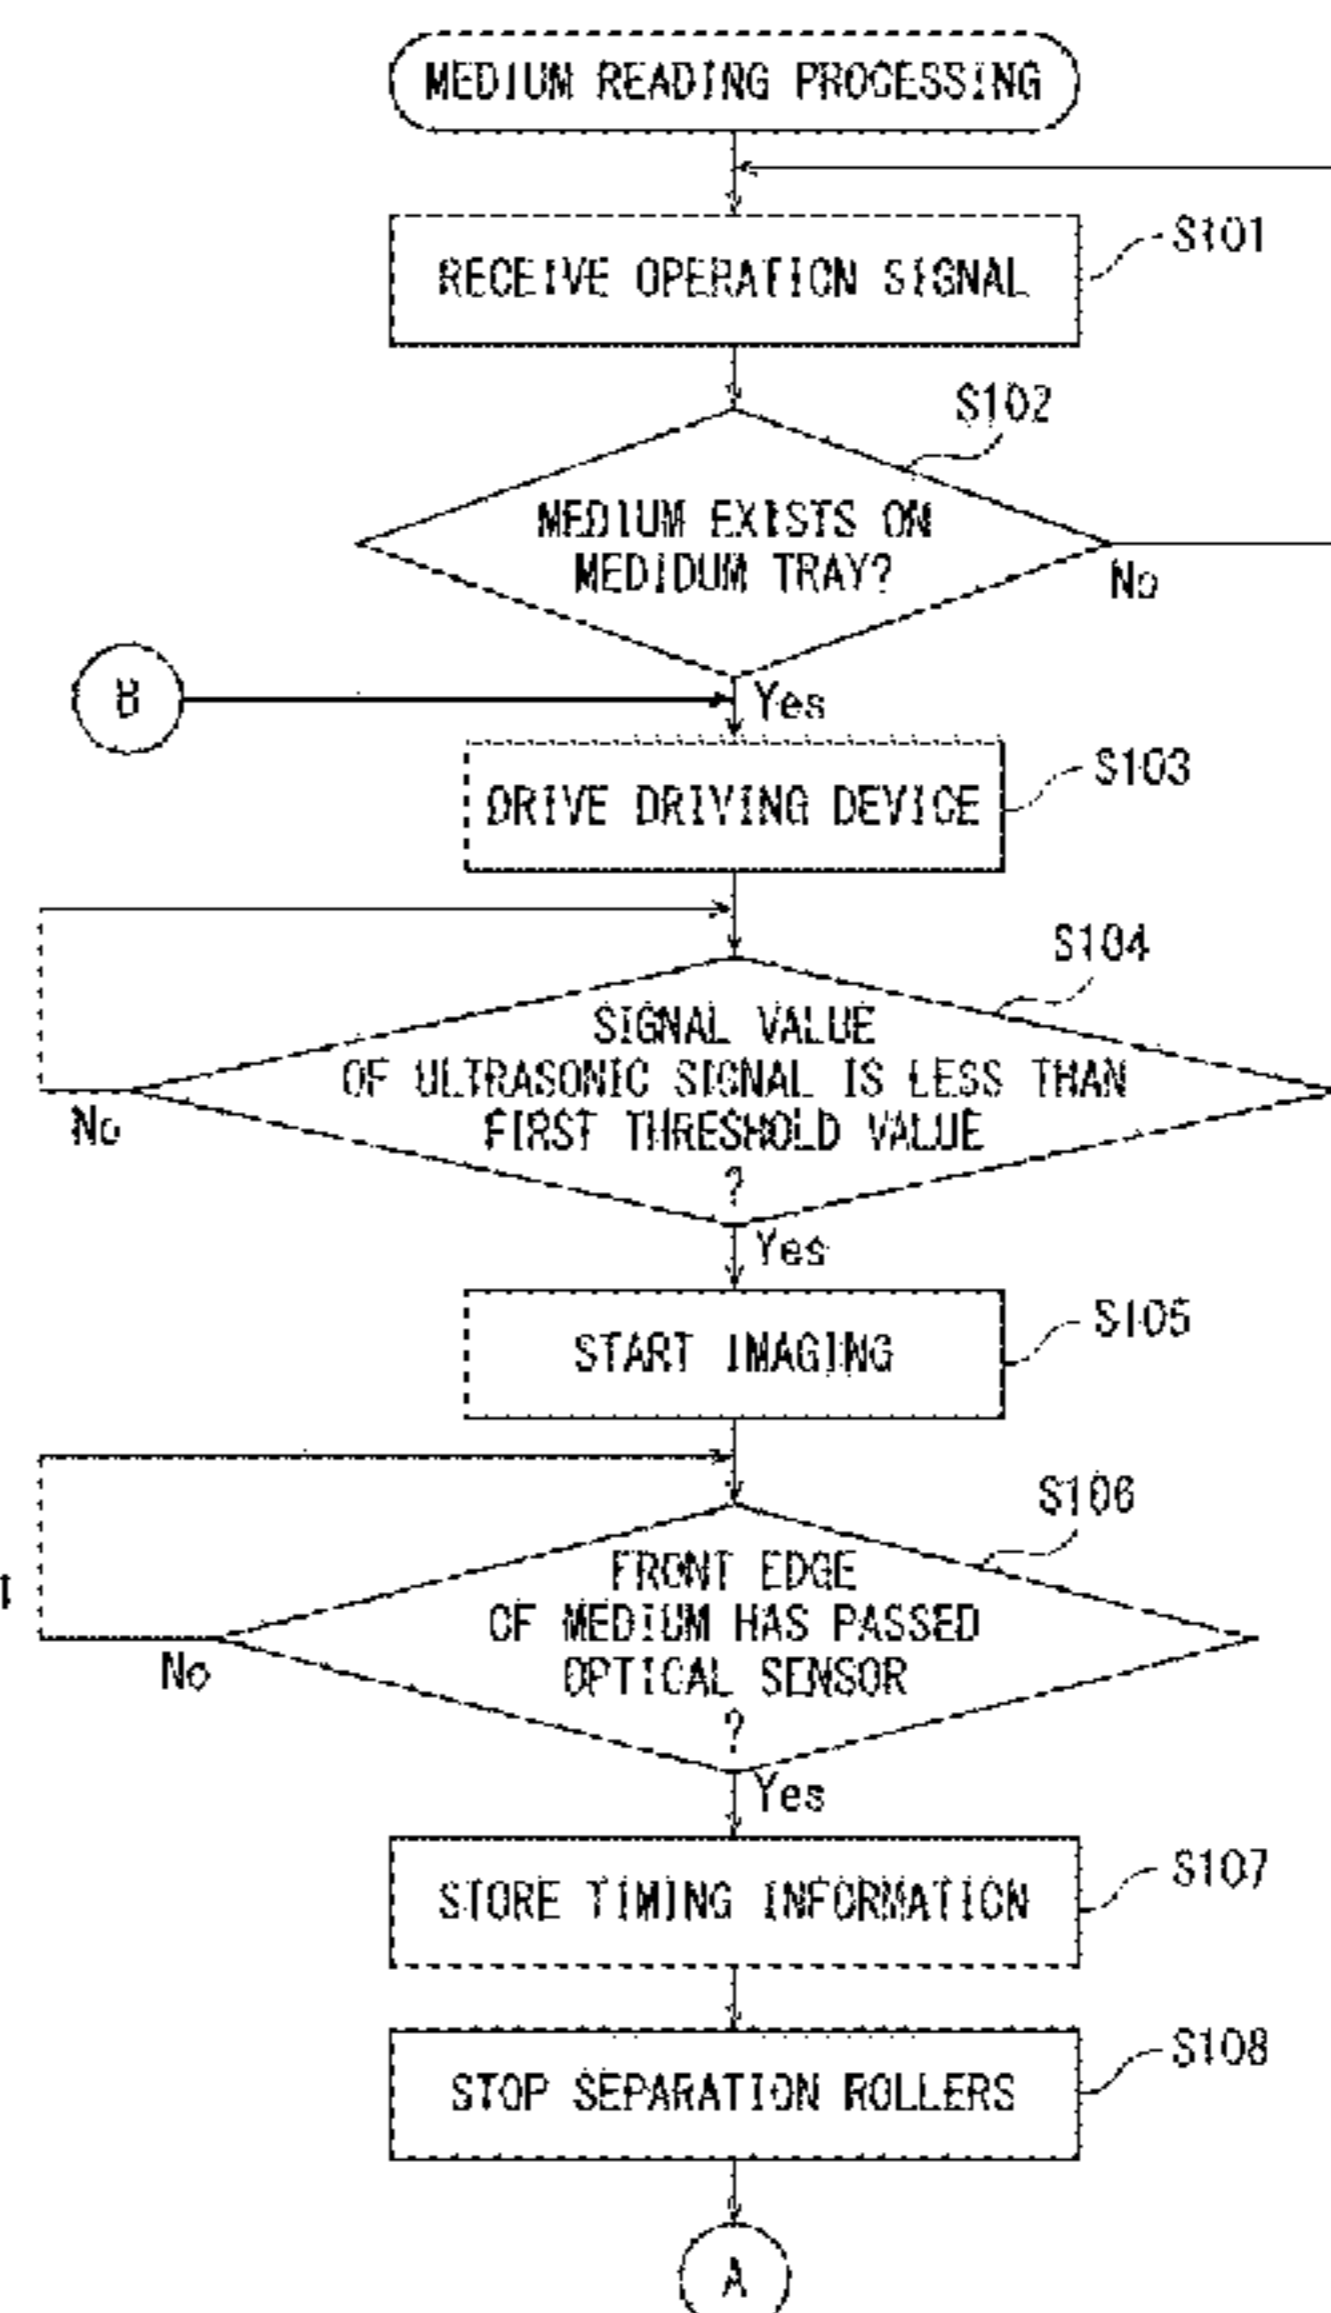 MEDIUM READING PROCESSING
S101
RECEIVE OPERATION SIGNAL
S102
MEDIUM EXISTS ON
MEDIDUM TRAY?
No
B
Yes
S103
DRIVE DRIVING DEVICE
S104
SIGNAL VALUE
OF ULTRASONIC SIGNAL IS LESS THAN
FIRST THRESHOLD VALUE
?
No
Yes
S105
START IMAGING
S106
FRONT EDGE
OF MEDIUM HAS PASSED
OPTICAL SENSOR
?
No
Yes
S107
STORE TIMING INFORMATION
S108
STOP SEPARATION ROLLERS
A